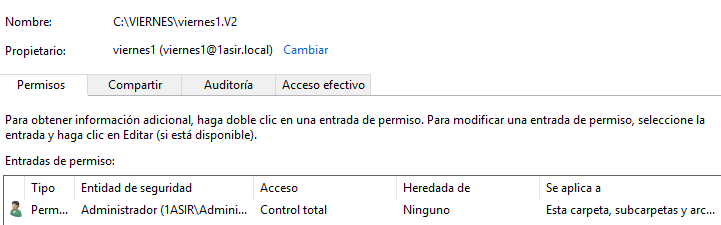 Nombre: C:\VIERNES\viernes1.V2
Propietario: viernes1 (viernes1@1asir.local) Cambiar
Permisos Compartir Auditoría Acceso efectivo
Para obtener información adicional, haga doble clic en una entrada de permiso. Para modificar una entrada de permiso, seleccione la
entrada y haga clic en Editar (si está disponible).
Entradas de permiso:
Tipo Entidad de seguridad Acceso Heredada de Se aplica a
Perm... Administrador (1ASIR\Admini... Control total Ninguno Esta carpeta, subcarpetas y arc...